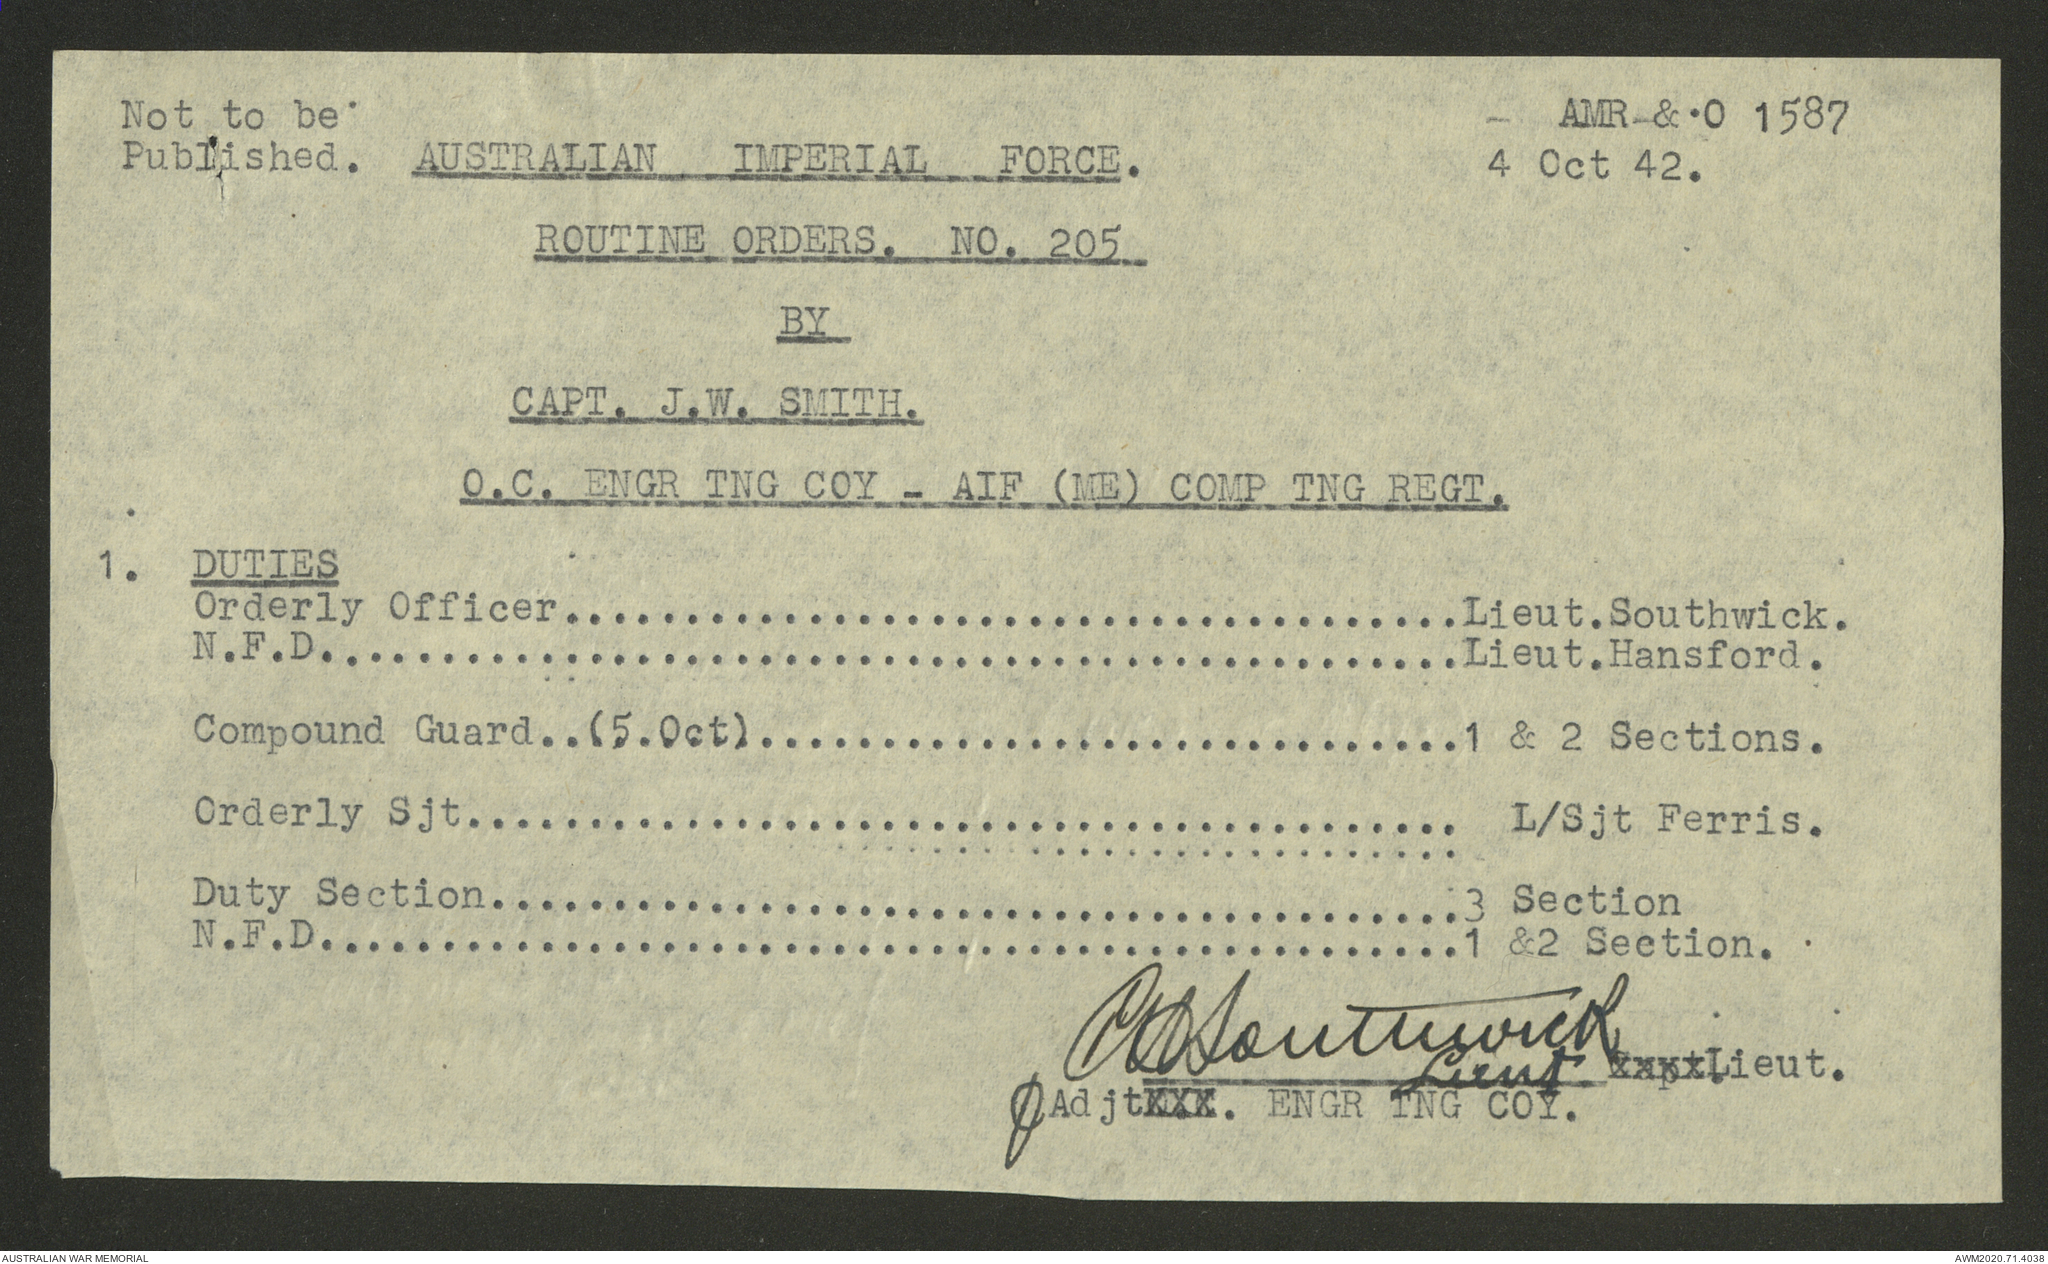 Not to be
Published.
AUSTRALIAN IMPERIAL FORCE.
- AMR & O 1587
4 Oct 42.
ROUTINE ORDERS. NO. 205
BY
CAPT. J.W. SMITH.
O.C. ENGR TNG COY - AIF (ME) COMP TNG REGT.
1. DUTIES
Orderly Officer.....................................Lieut.Southwick.
N.F.D...............................................Lieut.Hansford.
Compound Guard..(5.Oct).............................1 & 2 Sections.
Orderly Sjt......................................... L/Sjt Ferris.
Duty Section........................................3 Section
N.F.D...............................................1 &2 Section.
Southwick
Lieut. Lieut.
Adjt. ENGR TNG COY.
AUSTRALIAN WAR MEMORIAL
AWM2020.71.4038